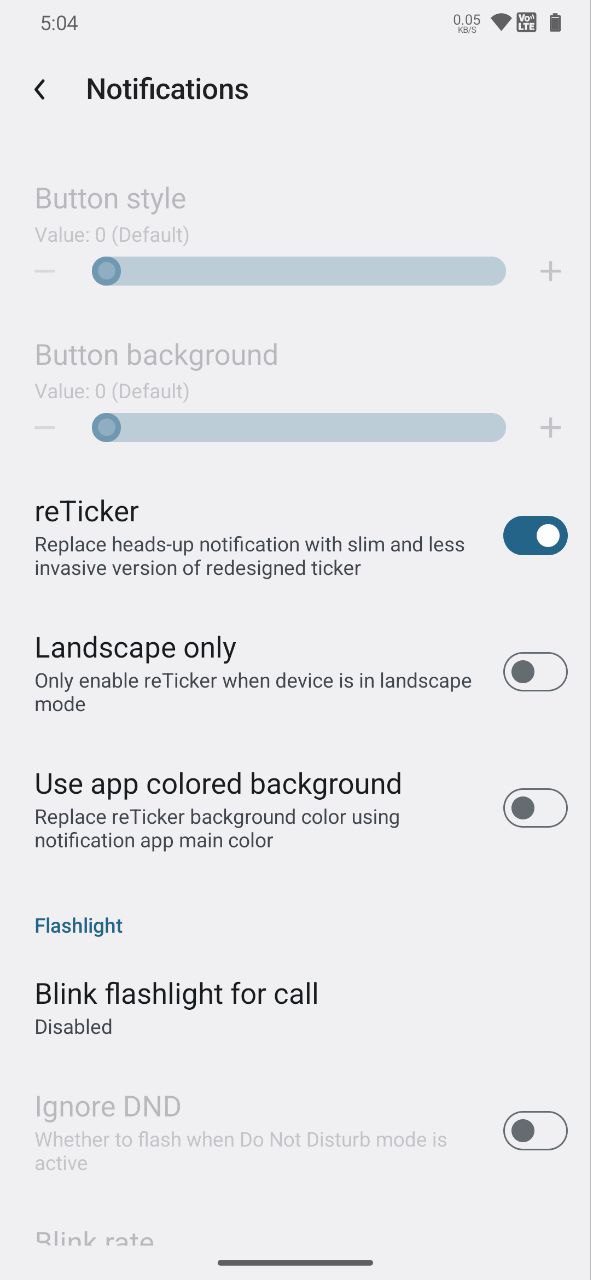 5:04
0.05
KB/S
Vo))
LTE
Notifications
Button style
Value: 0 (Default)
Button background
Value: 0 (Default)
reTicker
Replace heads-up notification with slim and less
invasive version of redesigned ticker
Landscape only
Only enable reTicker when device is in landscape
mode
Use app colored background
Replace reTicker background color using
notification app main color
Flashlight
Blink flashlight for call
Disabled
Ignore DND
Whether to flash when Do Not Disturb mode is
active
Blink rate